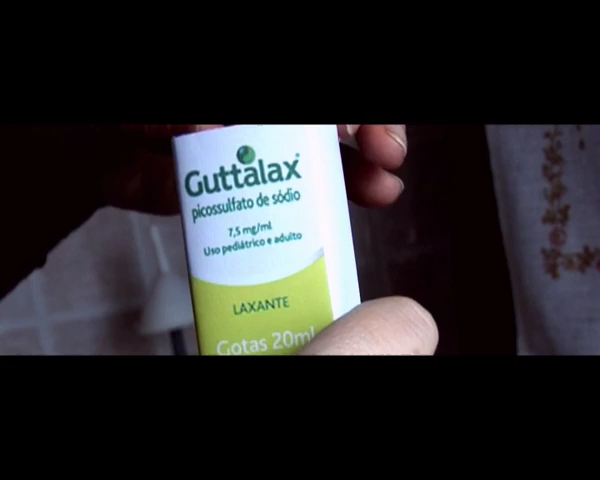 Guttalax®
picossulfato de sódio
7,5 mg/ml
Uso pediátrico e adulto
LAXANTE
Gotas 20ml